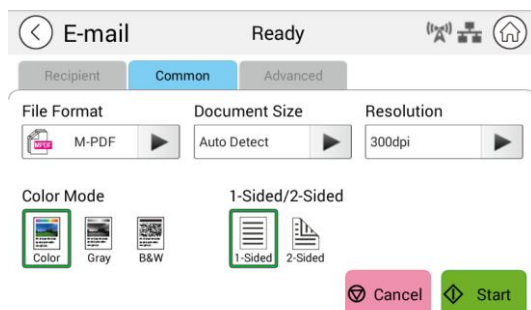 E-mail Ready
Recipient Common Advanced
File Format Document Size Resolution
MPDF M-PDF Auto Detect 300dpi
Color Mode 1-Sided/2-Sided
Color Gray B&W 1-Sided 2-Sided
Cancel Start